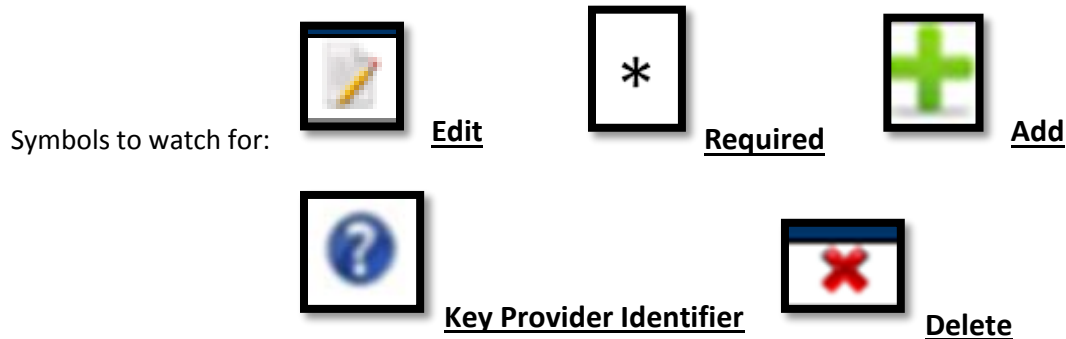 *
Symbols to watch for: Edit Required Add
?
Key Provider Identifier Delete